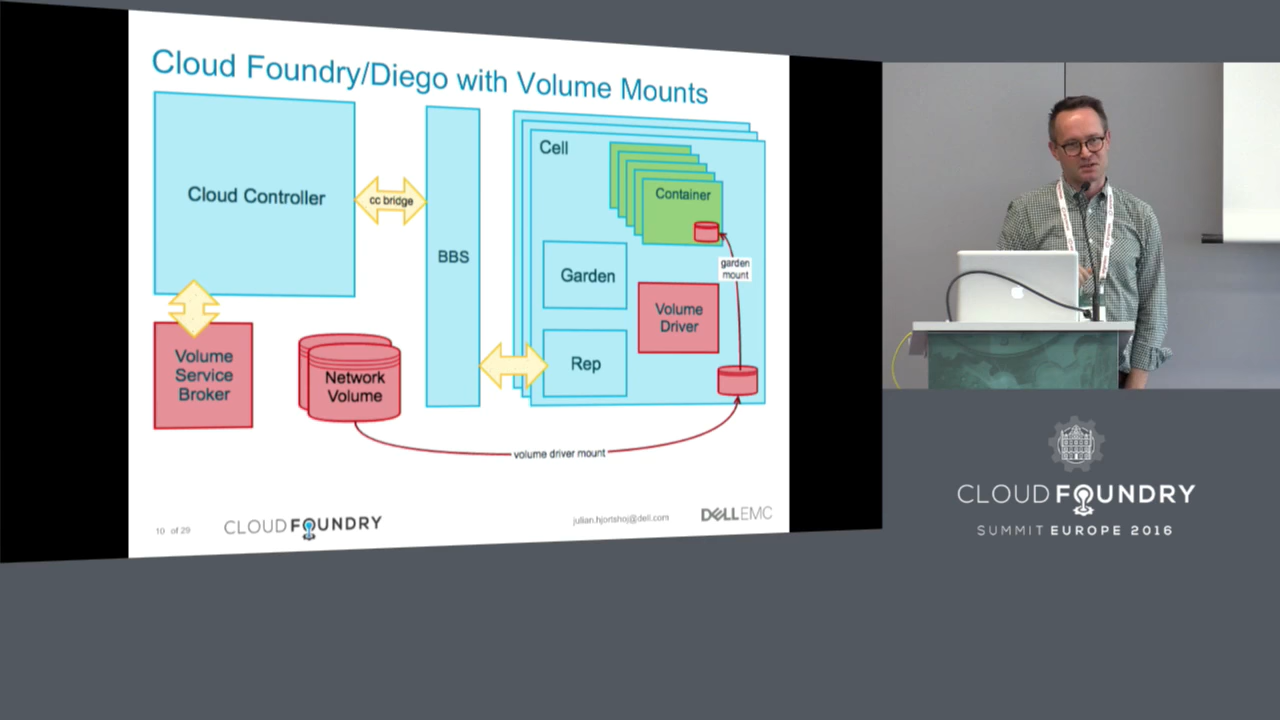 Cloud Foundry/Diego with Volume Mounts
Cloud Controller
cc bridge
BBS
Cell
Container
garden
mount
Garden
Volume
Driver
Rep
Volume
Service
Broker
Network
Volume
volume driver mount
10 of 29
CLOUD FOUNDRY
julian.hjortshoj@dell.com
DELLEMC
CLOUD FOUNDRY
SUMMIT EUROPE 2016